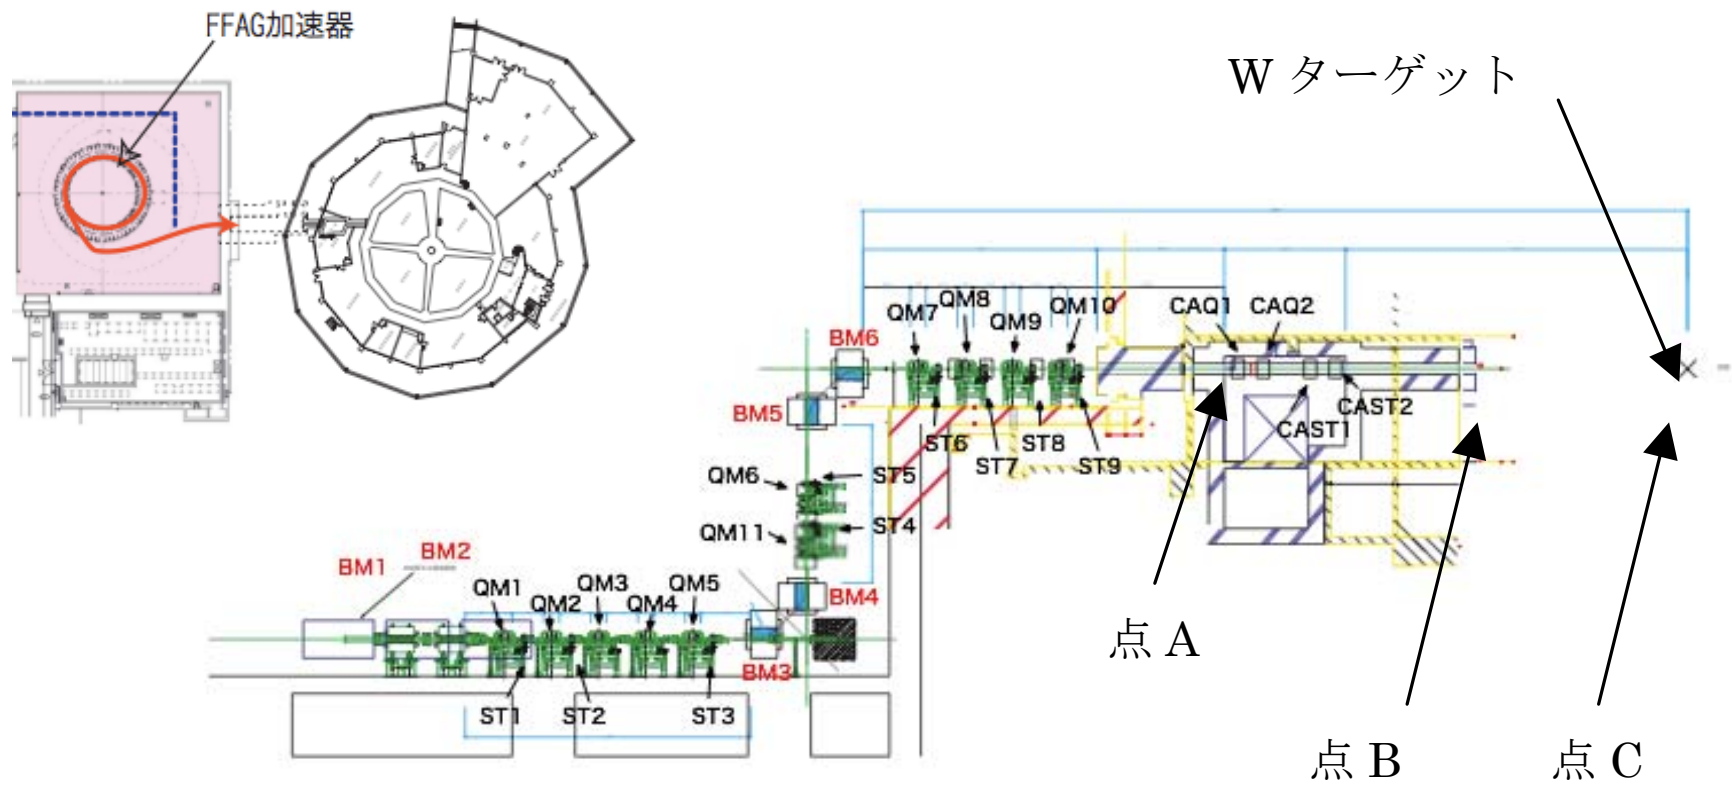 FFAG加速器
W ターゲット
QM7
QM8
QM9
QM10
CAQ1
CAQ2
BM6
BM5
CAST2
CAST1
ST6
ST7
ST8
ST9
QM6
ST5
QM11
ST4
BM1
BM2
QM1
QM2
QM3
QM4
QM5
BM4
BM3
ST1
ST2
ST3
点 A
点 B
点 C